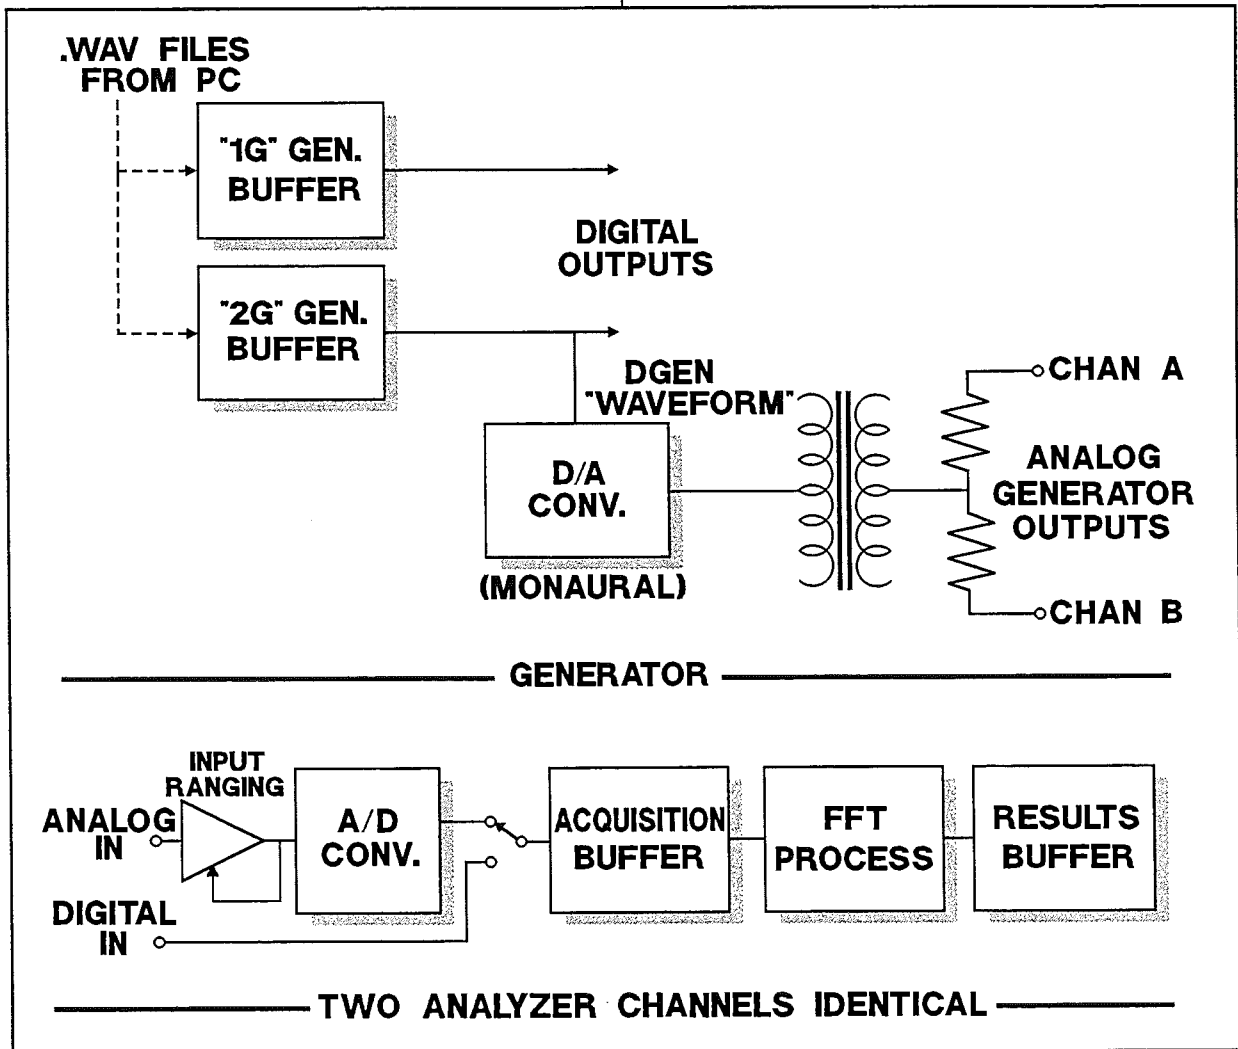 .WAV FILES
FROM PC
"1G" GEN.
BUFFER
DIGITAL
OUTPUTS
"2G" GEN.
BUFFER
DGEN
"WAVEFORM"
CHAN A
D/A
CONV.
ANALOG
GENERATOR
OUTPUTS
(MONAURAL)
CHAN B
GENERATOR
INPUT
RANGING
ANALOG
IN
A/D
CONV.
ACQUISITION
BUFFER
FFT
PROCESS
RESULTS
BUFFER
DIGITAL
IN
TWO ANALYZER CHANNELS IDENTICAL